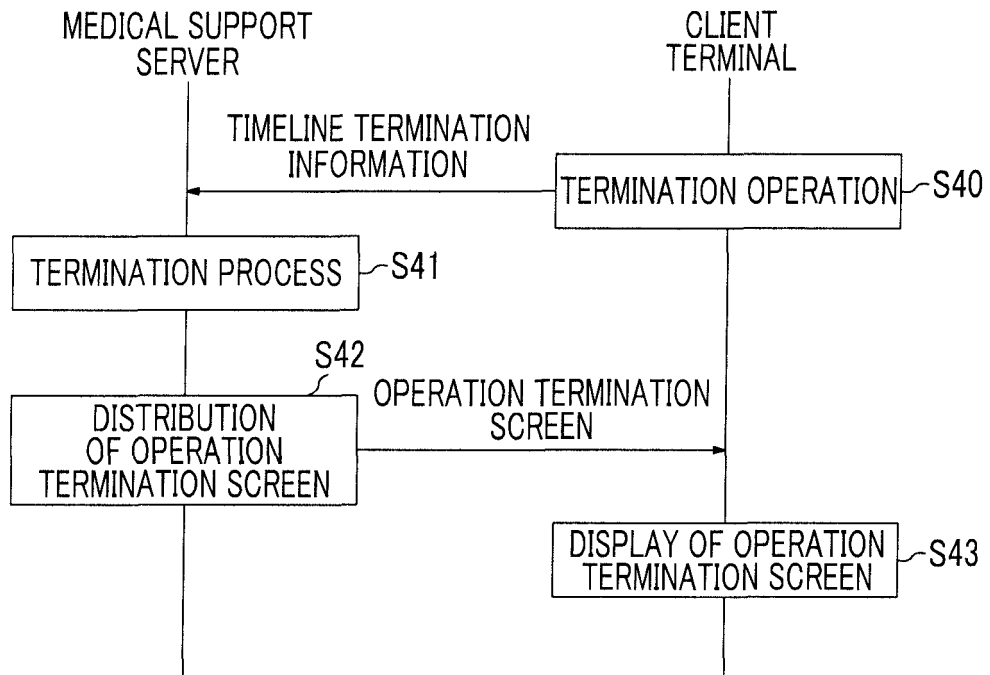 MEDICAL SUPPORT
SERVER
CLIENT
TERMINAL
TIMELINE TERMINATION
INFORMATION
TERMINATION OPERATION
S40
TERMINATION PROCESS
S41
S42
DISTRIBUTION
OF OPERATION
TERMINATION SCREEN
OPERATION TERMINATION
SCREEN
DISPLAY OF OPERATION
TERMINATION SCREEN
S43